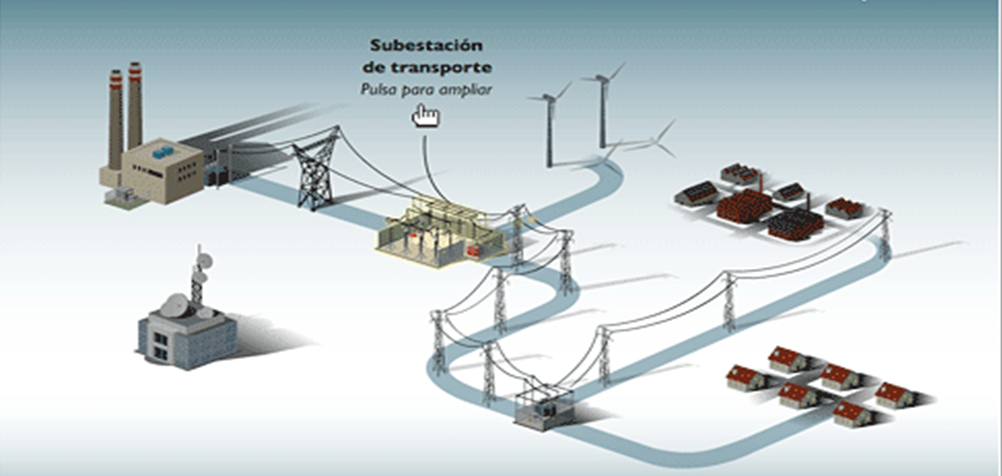 Subestación
de transporte
Pulsa para ampliar